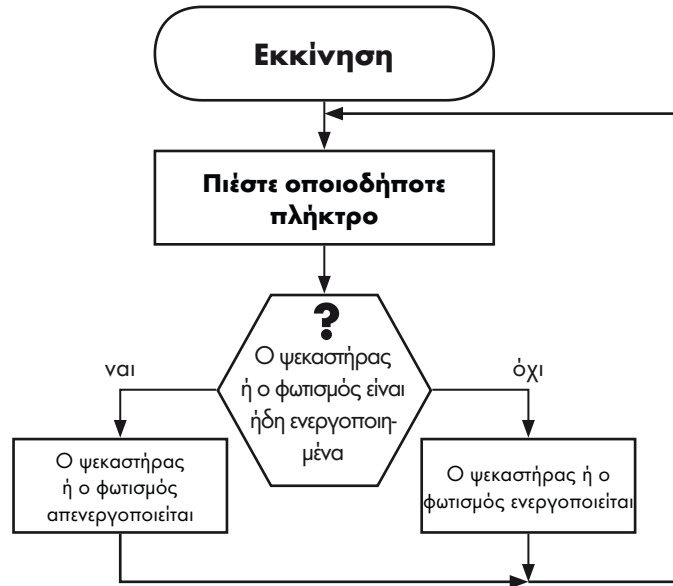 Εκκίνηση
Πιέστε οποιοδήποτε
πλήκτρο
?
Ο ψεκαστήρας
ή ο φωτισμός είναι
ήδη ενεργοποιη-
μένα
ναι
όχι
Ο ψεκαστήρας
ή ο φωτισμός
απενεργοποιείται
Ο ψεκαστήρας ή ο
φωτισμός ενεργοποιείται